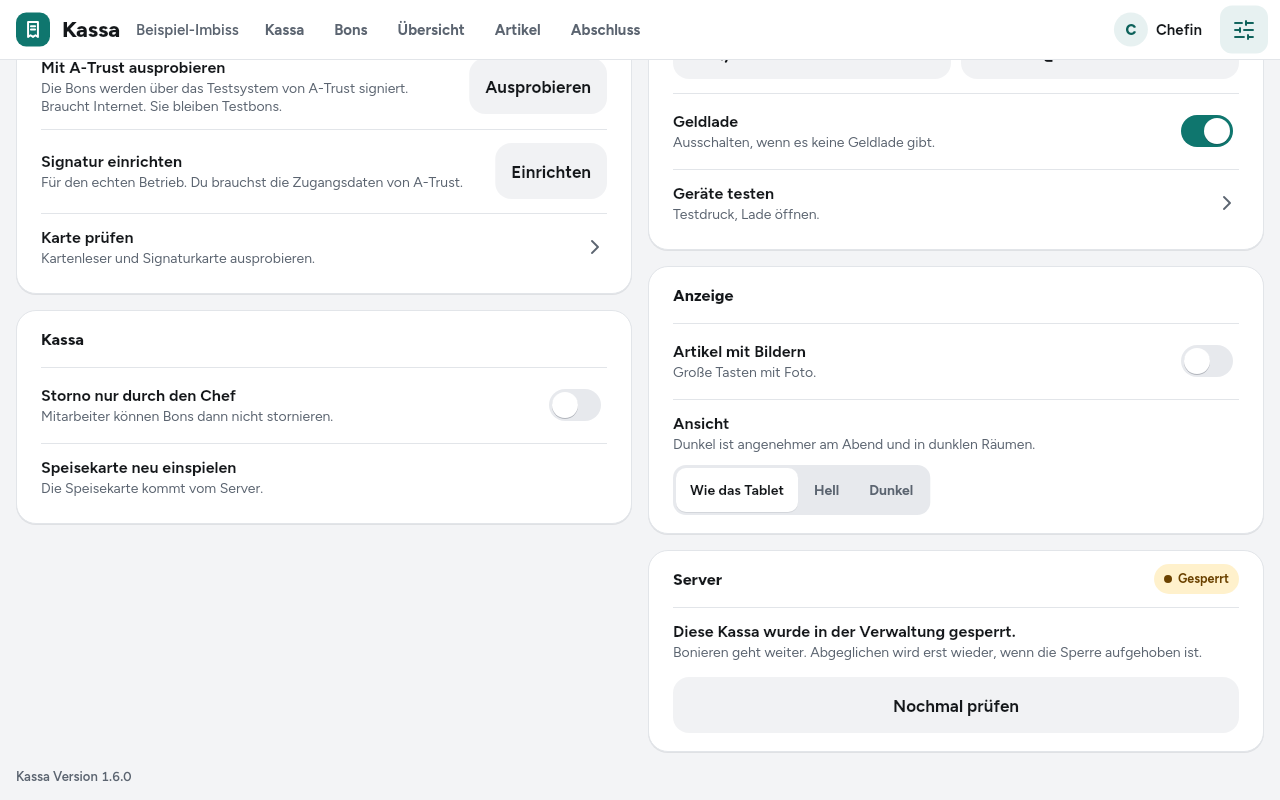 Kassa
Beispiel-Imbiss
Kassa
Bons
Übersicht
Artikel
Abschluss
C
Chefin
Mit A-Trust ausprobieren
Die Bons werden über das Testsystem von A-Trust signiert.
Braucht Internet. Sie bleiben Testbons.
Ausprobieren
Signatur einrichten
Für den echten Betrieb. Du brauchst die Zugangsdaten von A-Trust.
Einrichten
Karte prüfen
Kartenleser und Signaturkarte ausprobieren.
Kassa
Storno nur durch den Chef
Mitarbeiter können Bons dann nicht stornieren.
Speisekarte neu einspielen
Die Speisekarte kommt vom Server.
Geldlade
Ausschalten, wenn es keine Geldlade gibt.
Geräte testen
Testdruck, Lade öffnen.
Anzeige
Artikel mit Bildern
Große Tasten mit Foto.
Ansicht
Dunkel ist angenehmer am Abend und in dunklen Räumen.
Wie das Tablet
Hell
Dunkel
Server
Gesperrt
Diese Kassa wurde in der Verwaltung gesperrt.
Bonieren geht weiter. Abgeglichen wird erst wieder, wenn die Sperre aufgehoben ist.
Nochmal prüfen
Kassa Version 1.6.0